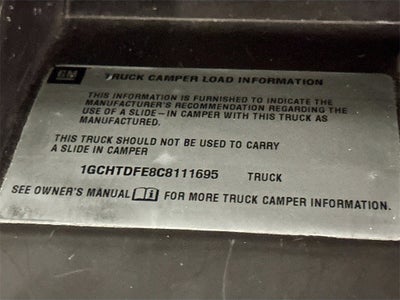 GM TRUCK CAMPER LOAD INFORMATION
THIS INFORMATION IS FURNISHED TO INDICATE THE
MANUFACTURER'S RECOMMENDATION REGARDING THE
USE OF A SLIDE-IN CAMPER WITH THIS TRUCK AS
MANUFACTURED.
THIS TRUCK SHOULD NOT BE USED TO CARRY
A SLIDE IN CAMPER
1GCHTDFE8C8111695 TRUCK
SEE OWNER'S MANUAL FOR MORE TRUCK CAMPER INFORMATION.